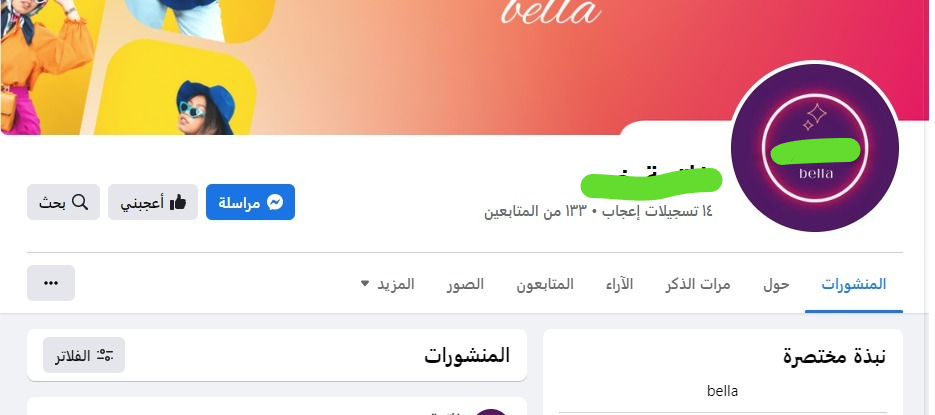 bella
bella
١٤ تسجيلات إعجاب • ١٣٣ من المتابعين
مراسلة
أعجبني
بحث
المنشورات
حول
مرات الذكر
الآراء
المتابعون
الصور
المزيد
نبذة مختصرة
bella
المنشورات
الفلاتر